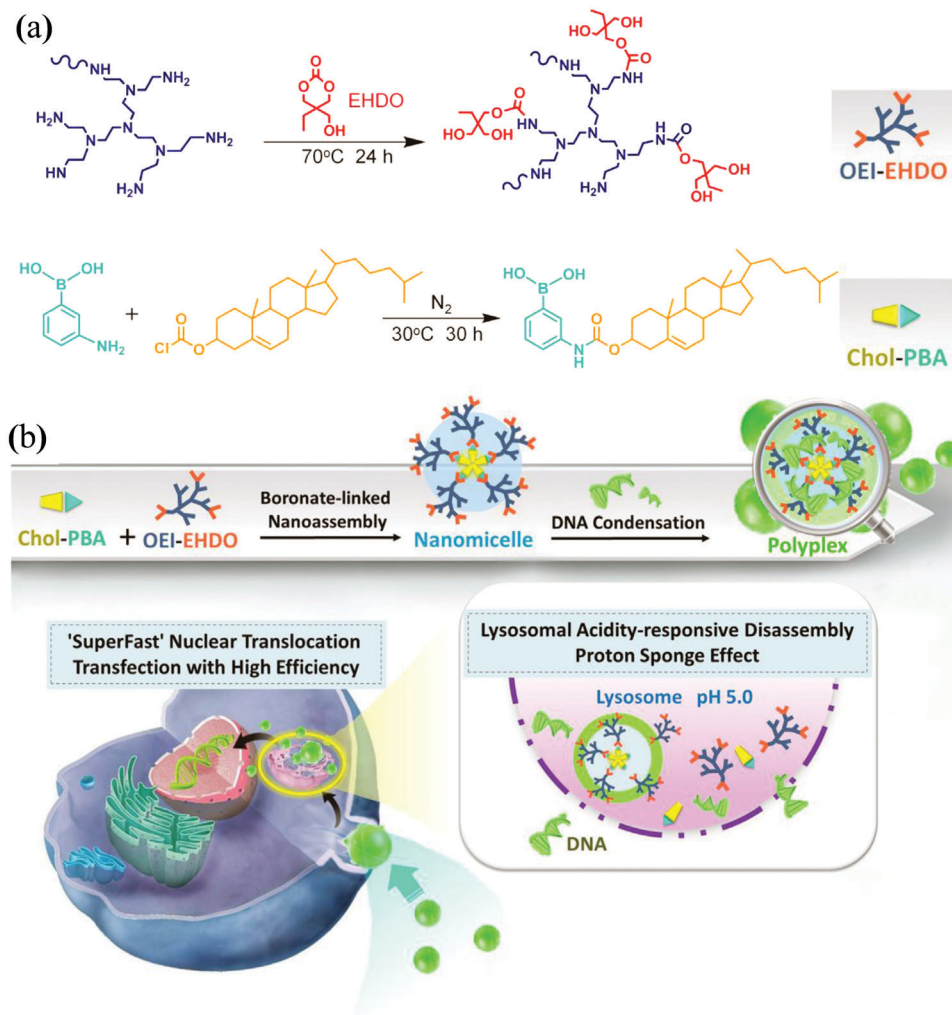 (a)
NH
N
NH₂
H₂N
N
N
NH₂
N
HN
H₂N
O
O O
EHDO
OH
70ºC 24 h
HO OH
O
O
NH
N
NH
O
O
HO OH
HN
N
N
N
N
H
O
O
OH
HO
NH
H₂N
OEI-EHDO
HO OH
B
NH₂
+
O
Cl O
N₂
30ºC 30 h
HO OH
B
O
N O
H
Chol-PBA
(b)
Boronate-linked
Nanoassembly
DNA Condensation
Chol-PBA + OEI-EHDO
Nanomicelle
Polyplex
'SuperFast' Nuclear Translocation
Transfection with High Efficiency
Lysosomal Acidity-responsive Disassembly
Proton Sponge Effect
Lysosome pH 5.0
DNA